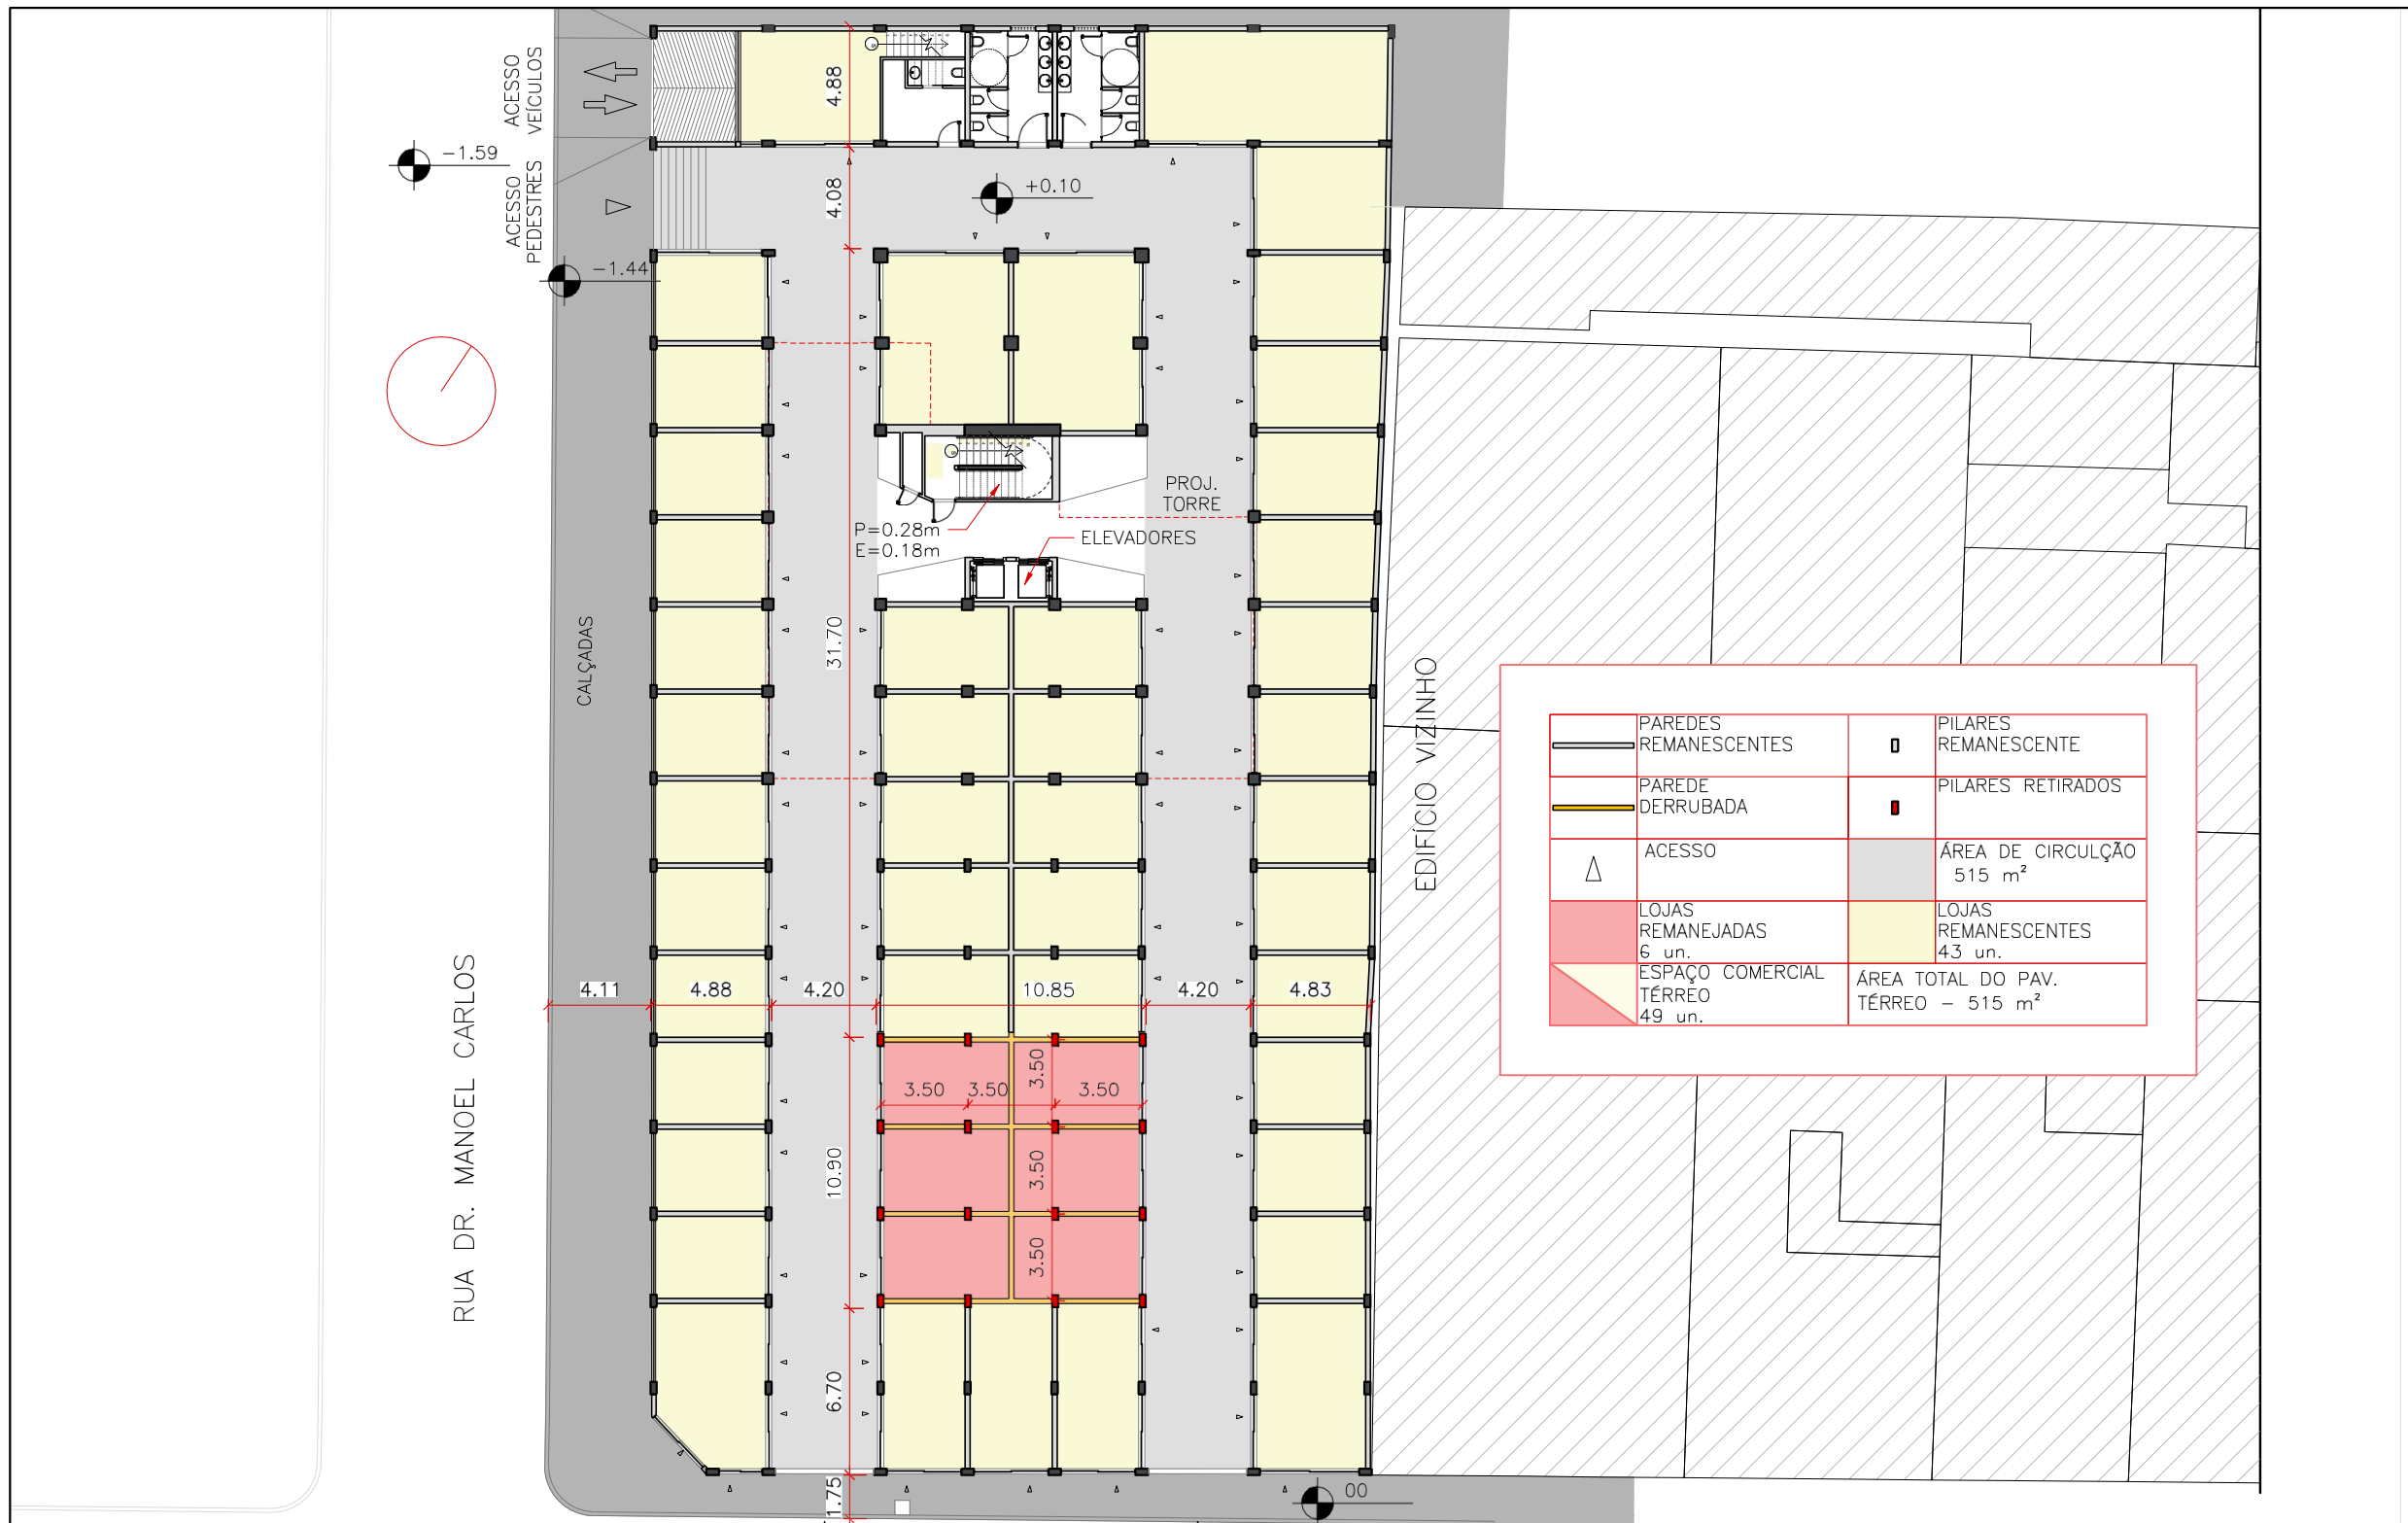 ACESSO
VEÍCULOS
ACESSO
PEDESTRES
-1.59
-1.44
+0.10
4.88
4.08
31.70
10.90
6.70
1.75
PROJ.
TORRE
P=0.28m
E=0.18m
ELEVADORES
CALÇADAS
RUA DR. MANOEL CARLOS
EDIFÍCIO VIZINHO
4.11
4.88
4.20
10.85
4.20
4.83
3.50
3.50
3.50
3.50
3.50
3.50
00
PAREDES
REMANESCENTES
PILARES
REMANESCENTE
PAREDE
DERRUBADA
PILARES RETIRADOS
ACESSO
ÁREA DE CIRCULÇÃO
515 m²
LOJAS
REMANEJADAS
6 un.
LOJAS
REMANESCENTES
43 un.
ESPAÇO COMERCIAL
TÉRREO
49 un.
ÁREA TOTAL DO PAV.
TÉRREO - 515 m²